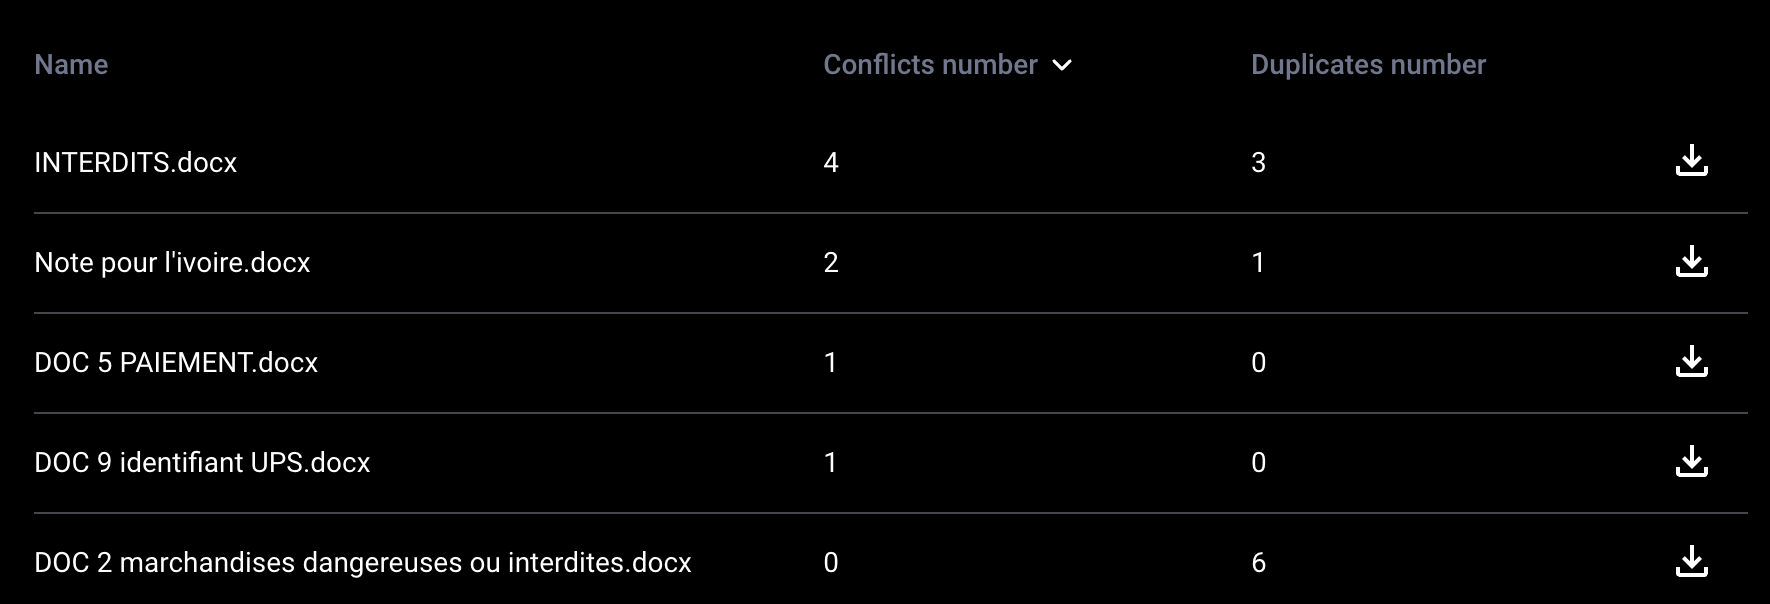 Name Conflicts number Duplicates number
INTERDITS.docx 4 3
Note pour l'ivoire.docx 2 1
DOC 5 PAIEMENT.docx 1 0
DOC 9 identifiant UPS.docx 1 0
DOC 2 marchandises dangereuses ou interdites.docx 0 6